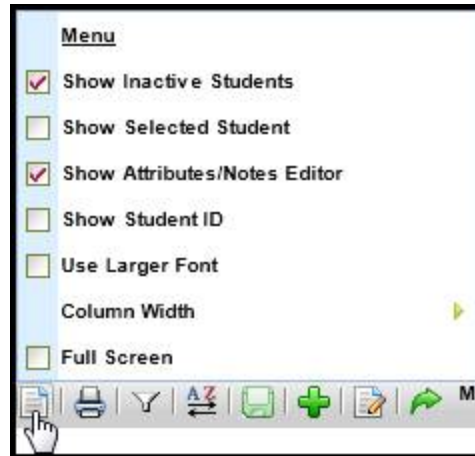 Menu
Show Inactive Students
Show Selected Student
Show Attributes/Notes Editor
Show Student ID
Use Larger Font
Column Width
Full Screen
A Z
M